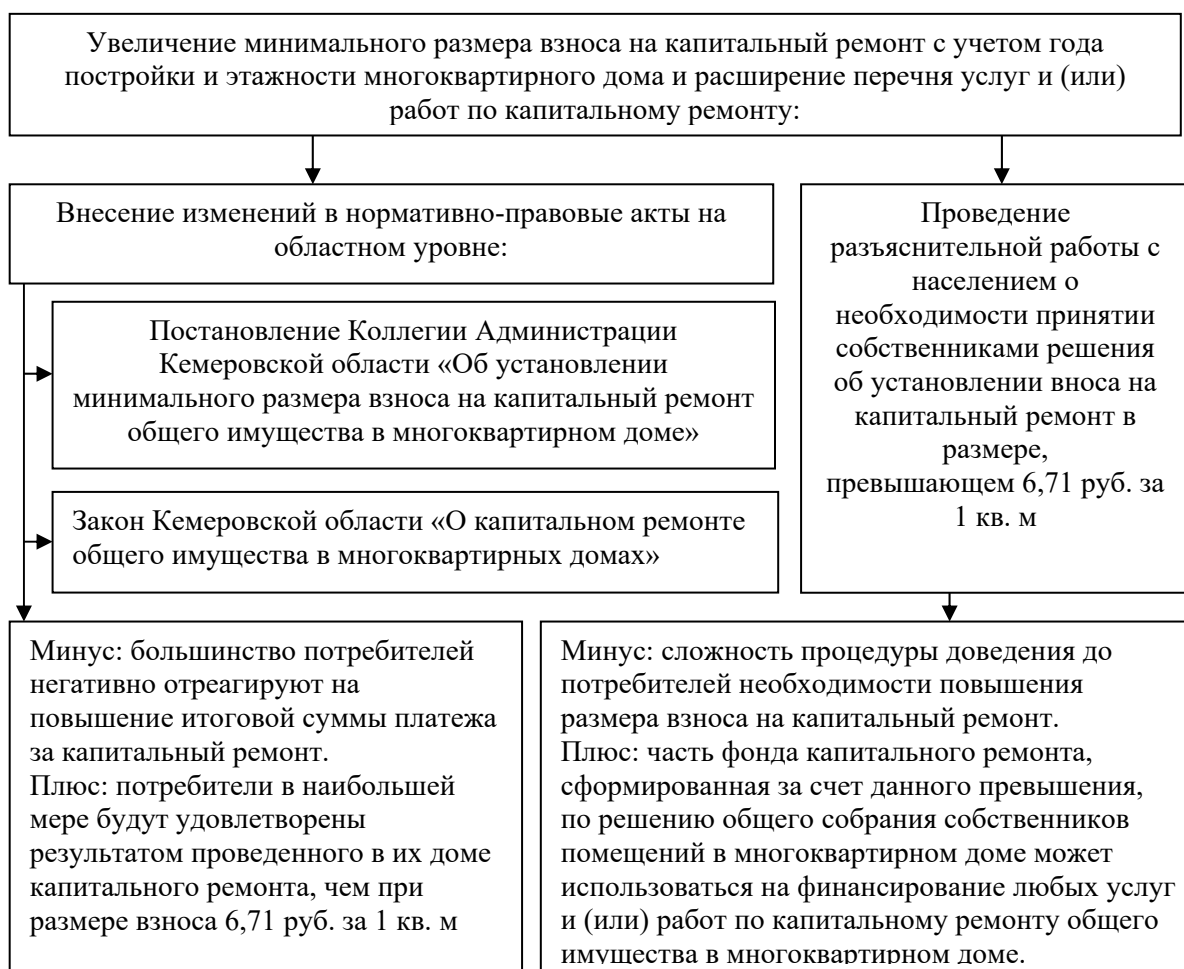 Увеличение минимального размера взноса на капитальный ремонт с учетом года
постройки и этажности многоквартирного дома и расширение перечня услуг и (или)
работ по капитальному ремонту:
Внесение изменений в нормативно-правовые акты на
областном уровне:
Постановление Коллегии Администрации
Кемеровской области «Об установлении
минимального размера взноса на капитальный ремонт
общего имущества в многоквартирном доме»
Закон Кемеровской области «О капитальном ремонте
общего имущества в многоквартирных домах»
Проведение
разъяснительной работы с
населением о
необходимости принятии
собственниками решения
об установлении вноса на
капитальный ремонт в
размере,
превышающем 6,71 руб. за
1 кв. м
Минус: большинство потребителей
негативно отреагируют на
повышение итоговой суммы платежа
за капитальный ремонт.
Плюс: потребители в наибольшей
мере будут удовлетворены
результатом проведенного в их доме
капитального ремонта, чем при
размере взноса 6,71 руб. за 1 кв. м
Минус: сложность процедуры доведения до
потребителей необходимости повышения
размера взноса на капитальный ремонт.
Плюс: часть фонда капитального ремонта,
сформированная за счет данного превышения,
по решению общего собрания собственников
помещений в многоквартирном доме может
использоваться на финансирование любых услуг
и (или) работ по капитальному ремонту общего
имущества в многоквартирном доме.